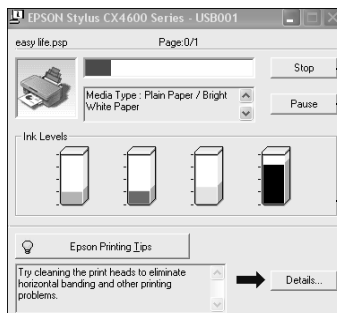 EPSON Stylus CX4600 Series - USB001
easy life.psp Page:0/1
Stop
Media Type : Plain Paper / Bright
White Paper
Pause
Ink Levels
Epson Printing Tips
Try cleaning the print heads to eliminate
horizontal banding and other printing
problems.
Details...